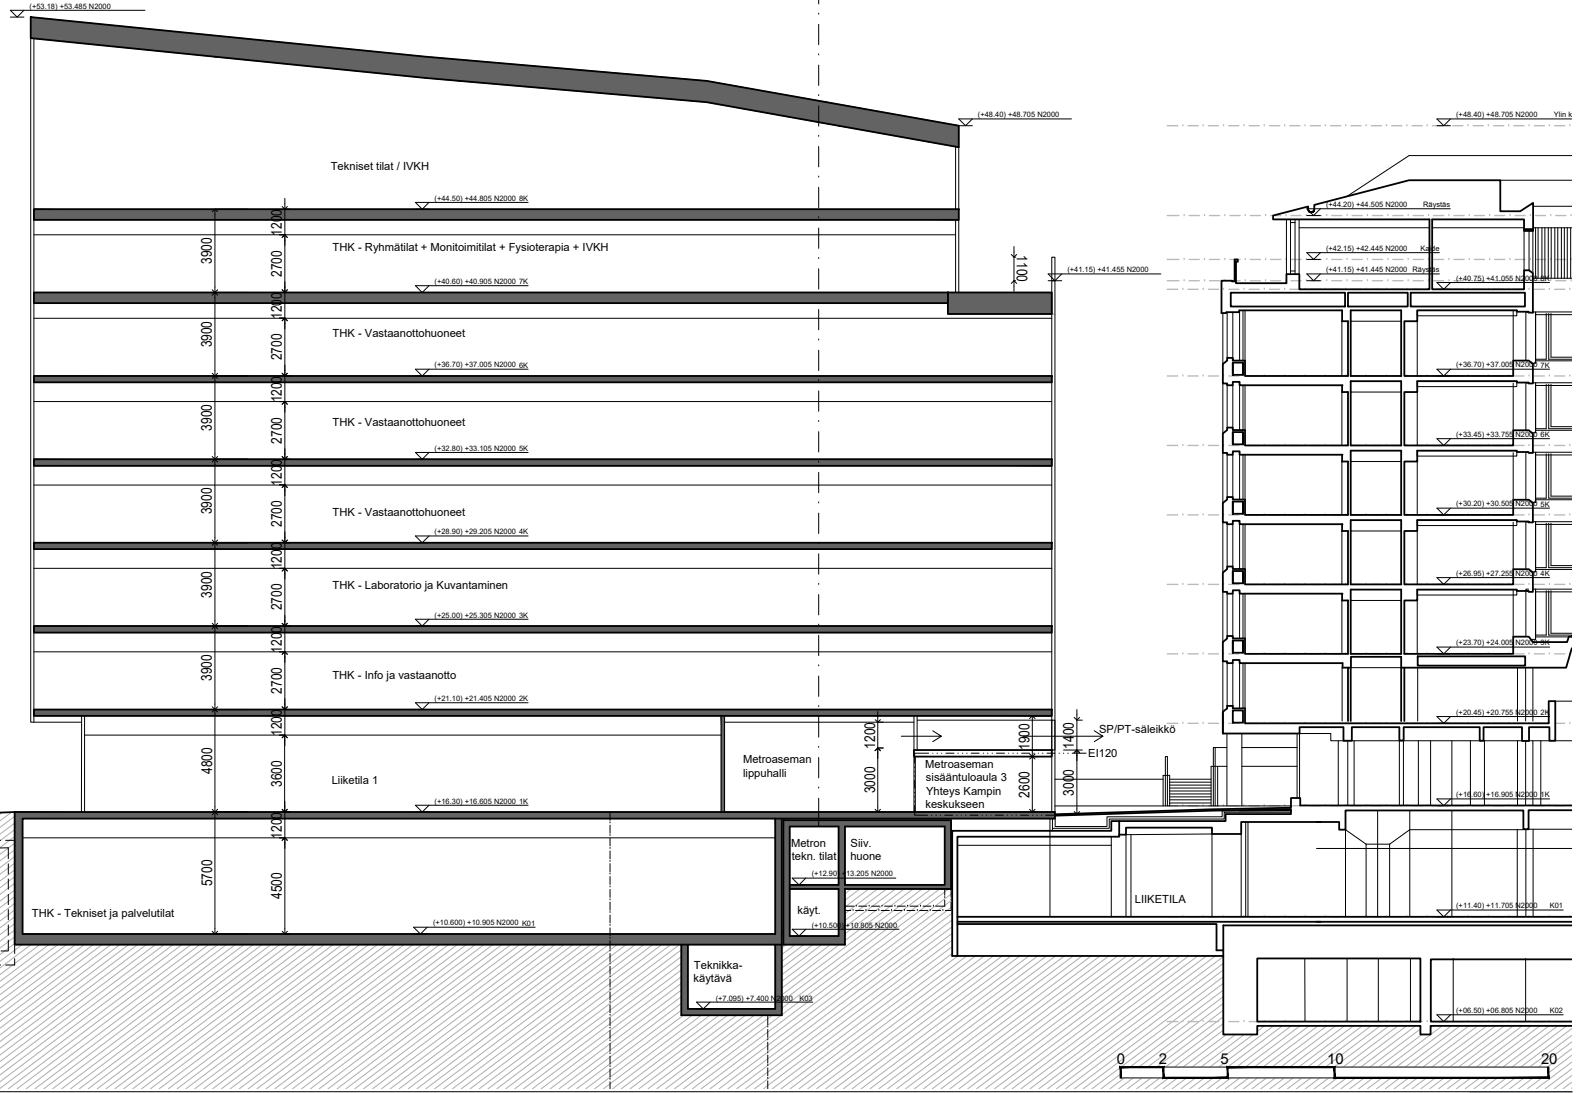 (+53.18) +53.485 N2000
(+48.40) +48.705 N2000
(+48.40) +48.705 N2000 Ylin k
Tekniset tilat / IVKH
(+44.50) +44.805 N2000 8K
(+44.20) +44.505 N2000 Räystäs
1200
3900
2700
THK - Ryhmätilat + Monitoimitilat + Fysioterapia + IVKH
(+42.15) +42.445 N2000 Kaide
1100
(+41.15) +41.455 N2000
(+41.15) +41.445 N2000 Räystäs
(+40.60) +40.905 N2000 7K
(+40.75) +41.055 N2000 8K
1200
3900
2700
THK - Vastaanottohuoneet
(+36.70) +37.005 N2000 6K
(+36.70) +37.005 N2000 7K
1200
3900
2700
THK - Vastaanottohuoneet
(+32.80) +33.105 N2000 5K
(+33.45) +33.755 N2000 6K
1200
3900
2700
THK - Vastaanottohuoneet
(+28.90) +29.205 N2000 4K
(+30.20) +30.505 N2000 5K
1200
3900
2700
THK - Laboratorio ja Kuvantaminen
(+26.95) +27.255 N2000 4K
(+25.00) +25.305 N2000 3K
1200
3900
2700
THK - Info ja vastaanotto
(+23.70) +24.005 N2000 3K
(+21.10) +21.405 N2000 2K
(+20.45) +20.755 N2000 2K
1200
4800
3600
Liiketila 1
Metroaseman
lippuhalli
1200
3000
1900
2600
1400
3000
SP/PT-säleikkö
EI120
Metroaseman
sisääntuloaula 3
Yhteys Kampin
keskukseen
(+16.30) +16.605 N2000 1K
(+16.60) +16.905 N2000 1K
1200
5700
4500
Metron
tekn. tilat
Siiv.
huone
(+12.90) +13.205 N2000
THK - Tekniset ja palvelutilat
käyt.
LIIKETILA
(+11.40) +11.705 N2000 K01
(+10.600) +10.905 N2000 K01
(+10.500) +10.805 N2000
Teknikka-
käytävä
(+7.095) +7.400 N2000 K03
(+06.50) +06.805 N2000 K02
0 2 5 10 20